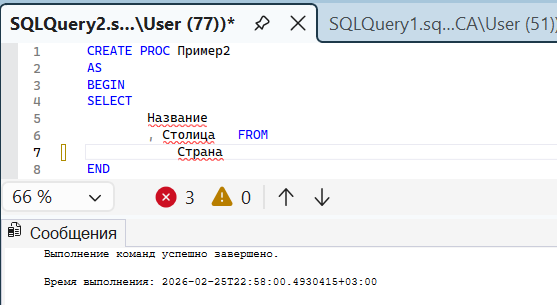 SQLQuery2.s...\User (77))*
SQLQuery1.sq...CA\User (51))
1 CREATE PROC Пример2
2 AS
3 BEGIN
4 SELECT
5 Название
6 , Столица FROM
7 Страна
8 END
66 %
3
0
Сообщения
Выполнение команд успешно завершено.
Время выполнения: 2026-02-25T22:58:00.4930415+03:00